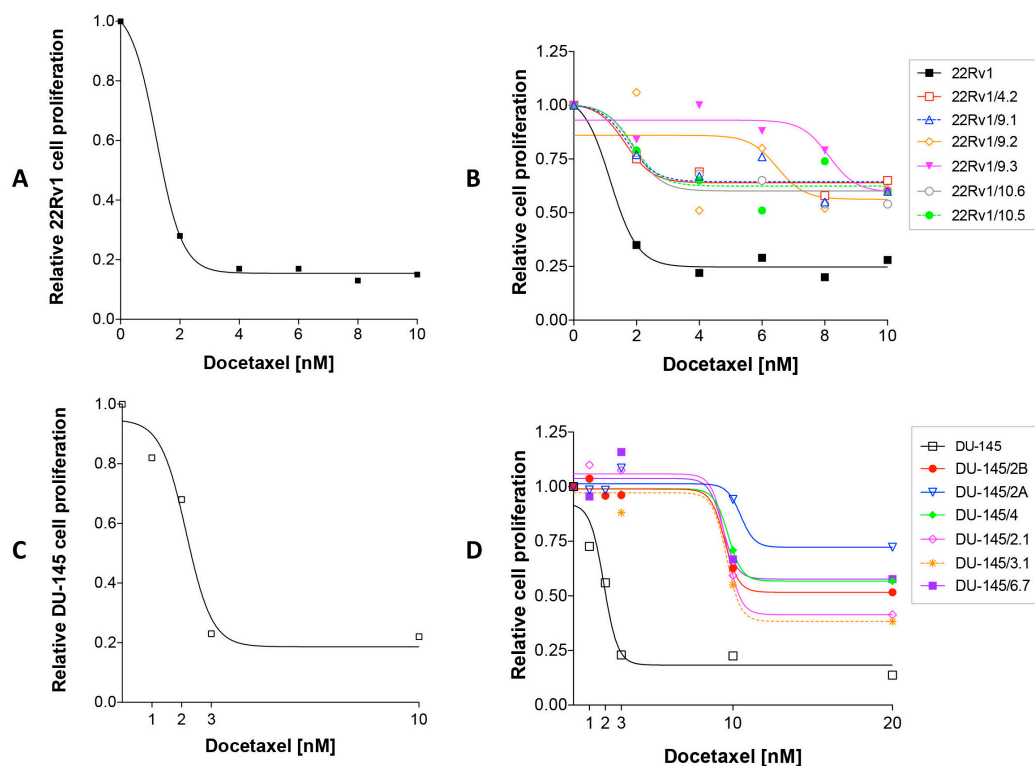 A
Relative 22Rv1 cell proliferation
1.0
0.8
0.6
0.4
0.2
0.0
0 2 4 6 8 10
Docetaxel [nM]
B
Relative cell proliferation
1.25
1.00
0.75
0.50
0.25
0.00
0 2 4 6 8 10
Docetaxel [nM]
22Rv1
22Rv1/4.2
22Rv1/9.1
22Rv1/9.2
22Rv1/9.3
22Rv1/10.6
22Rv1/10.5
C
Relative DU-145 cell proliferation
1.0
0.8
0.6
0.4
0.2
0.0
1 2 3 10
Docetaxel [nM]
D
Relative cell proliferation
1.25
1.00
0.75
0.50
0.25
0.00
1 2 3 10 20
Docetaxel [nM]
DU-145
DU-145/2B
DU-145/2A
DU-145/4
DU-145/2.1
DU-145/3.1
DU-145/6.7